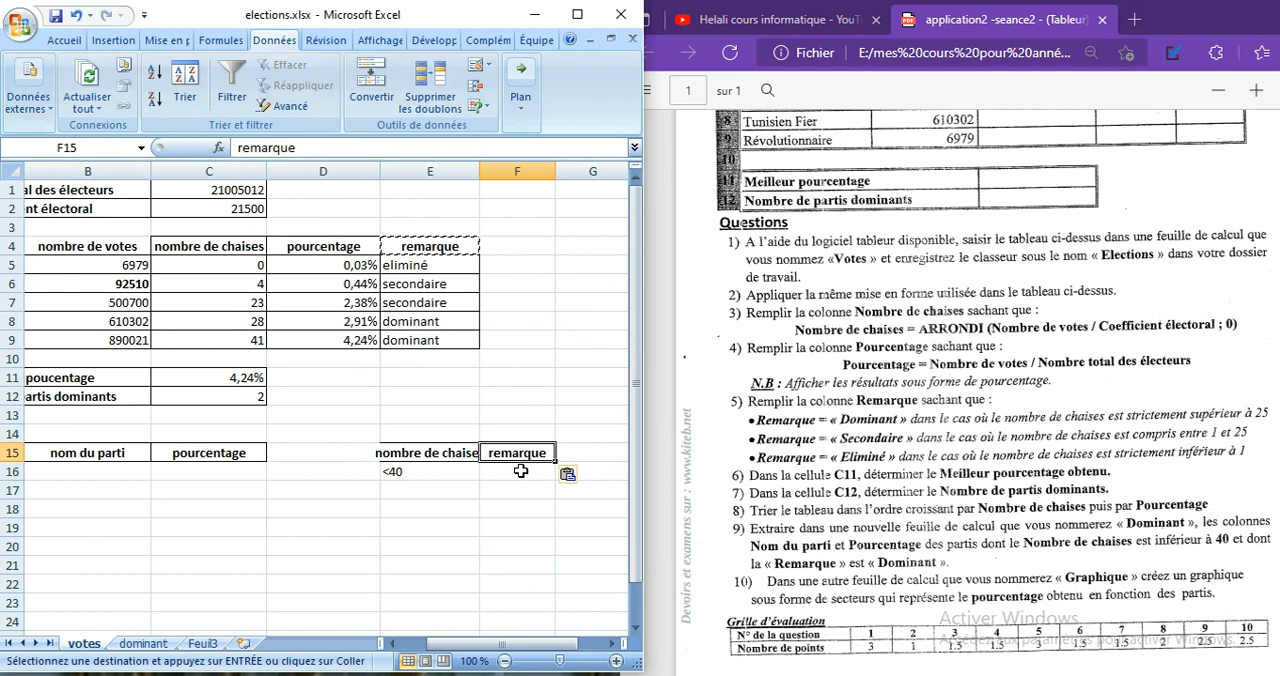 elections.xlsx - Microsoft Excel
Accueil Insertion Mise en p Formules Données Révision Affichage Développ Complém Équipe
Données externes
Actualiser tout
Connexions
Trier
Filtrer
Effacer
Réappliquer
Avancé
Trier et filtrer
Convertir
Supprimer les doublons
Outils de données
Plan
F15 fx remarque
B C D E F G
1 al des électeurs 21005012
2 nt électoral 21500
3
4 nombre de votes nombre de chaises pourcentage remarque
5 6979 0 0,03% eliminé
6 92510 4 0,44% secondaire
7 500700 23 2,38% secondaire
8 610302 28 2,91% dominant
9 890021 41 4,24% dominant
10
11 poucentage 4,24%
12 artis dominants 2
13
14
15 nom du parti pourcentage nombre de chaise remarque
16 <40
17
18
19
20
21
22
23
24
votes dominant Feuil3
Sélectionnez une destination et appuyez sur ENTRÉE ou cliquez sur Coller 100 %
Helali cours informatique - YouT
application2 -seance2 - (Tableur
Fichier E:/mes%20cours%20pour%20anné...
1 sur 1
8 Tunisien Fier 610302
9 Révolutionnaire 6979
10
11 Meilleur pourcentage
12 Nombre de partis dominants
Questions
1) A l'aide du logiciel tableur disponible, saisir le tableau ci-dessus dans une feuille de calcul que
vous nommez «Votes » et enregistrez le classeur sous le nom « Elections » dans votre dossier
de travail.
2) Appliquer la même mise en forme utilisée dans le tableau ci-dessus.
3) Remplir la colonne Nombre de chaises sachant que :
Nombre de chaises = ARRONDI (Nombre de votes / Coefficient électoral ; 0)
4) Remplir la colonne Pourcentage sachant que :
Pourcentage = Nombre de votes / Nombre total des électeurs
N.B : Afficher les résultats sous forme de pourcentage.
5) Remplir la colonne Remarque sachant que :
• Remarque = « Dominant » dans le cas où le nombre de chaises est strictement supérieur à 25
• Remarque = « Secondaire » dans le cas où le nombre de chaises est compris entre 1 et 25
• Remarque = « Eliminé » dans le cas où le nombre de chaises est strictement inférieur à 1
6) Dans la cellule C11, déterminer le Meilleur pourcentage obtenu.
7) Dans la cellule C12, déterminer le Nombre de partis dominants.
8) Trier le tableau dans l'ordre croissant par Nombre de chaises puis par Pourcentage
9) Extraire dans une nouvelle feuille de calcul que vous nommerez « Dominant », les colonnes
Nom du parti et Pourcentage des partis dont le Nombre de chaises est inférieur à 40 et dont
la « Remarque » est « Dominant ».
10) Dans une autre feuille de calcul que vous nommerez « Graphique » créez un graphique
sous forme de secteurs qui représente le pourcentage obtenu en fonction des partis.
Devoirs et examens sur : www.kiteb.net
Activer Windows
Grille d'évaluation
N° de la question 1 2 3 4 5 6 7 8 9 10
Nombre de points 3 1 1.5 1.5 3 1.5 1.5 2 2.5 2.5